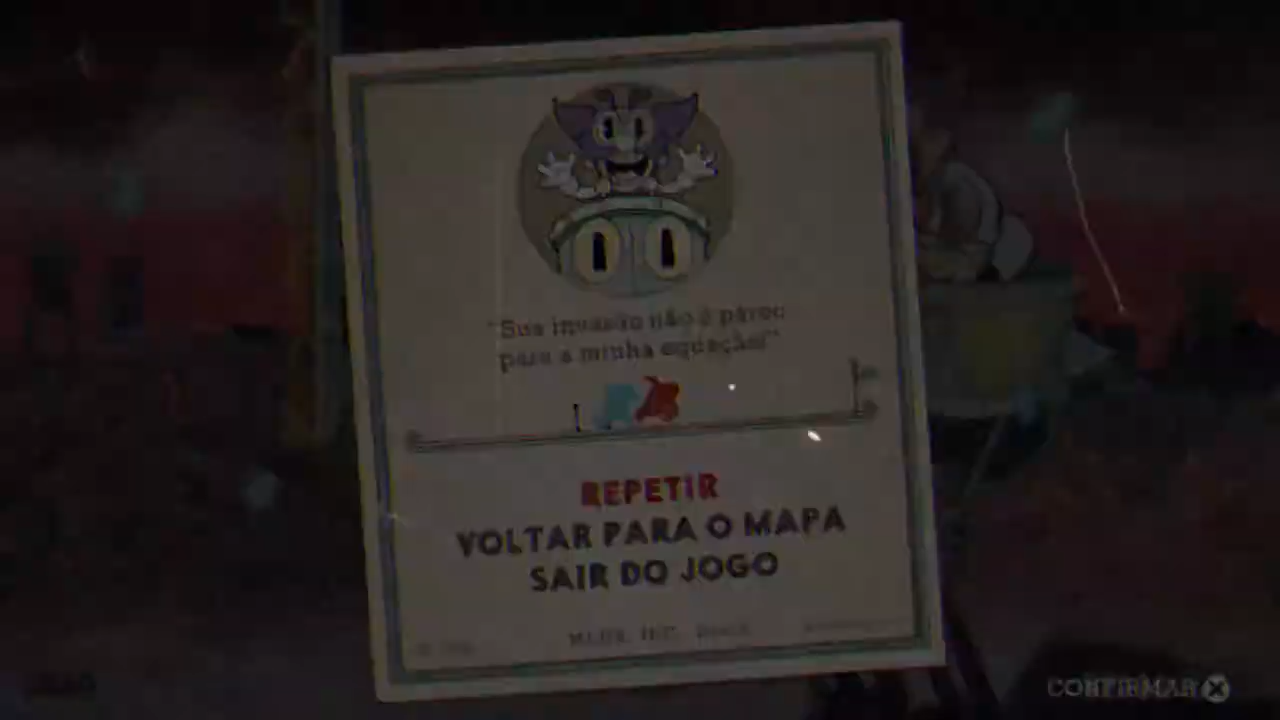 "Sua invasão não é páreo
para a minha equação!"
REPETIR
VOLTAR PARA O MAPA
SAIR DO JOGO
CONFIRMAR